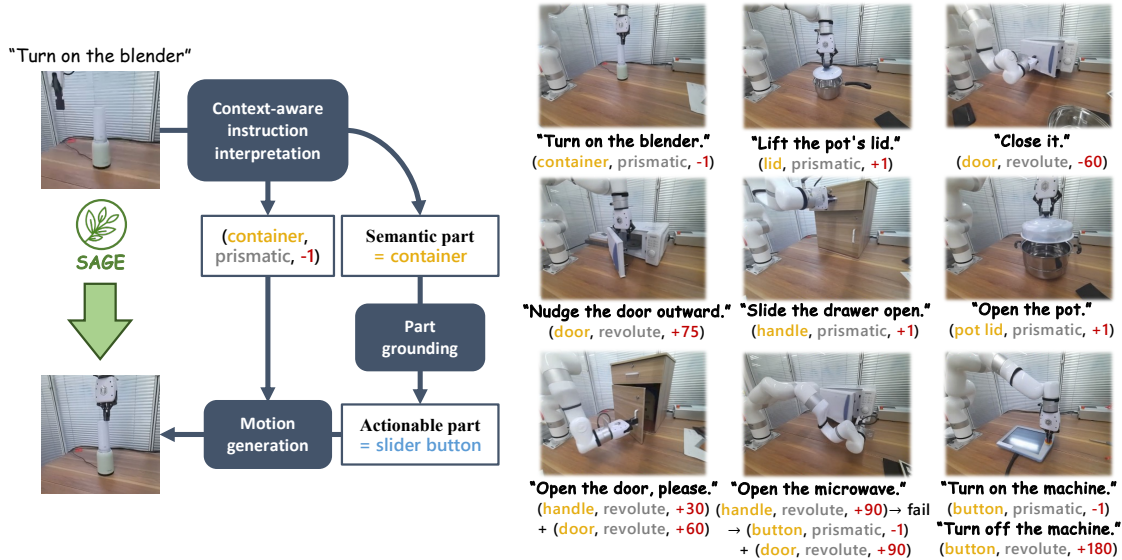 "Turn on the blender"
Context-aware
instruction
interpretation
SAGE
(container,
prismatic, -1)
Semantic part
= container
Part
grounding
Motion
generation
Actionable part
= slider button
"Turn on the blender."
(container, prismatic, -1)
"Lift the pot's lid."
(lid, prismatic, +1)
"Close it."
(door, revolute, -60)
"Nudge the door outward."
(door, revolute, +75)
"Slide the drawer open."
(handle, prismatic, +1)
"Open the pot."
(pot lid, prismatic, +1)
"Open the door, please."
(handle, revolute, +30)
+ (door, revolute, +60)
"Open the microwave."
(handle, revolute, +90)→ fail
→ (button, prismatic, -1)
+ (door, revolute, +90)
"Turn on the machine."
(button, prismatic, -1)
"Turn off the machine."
(button, revolute, +180)